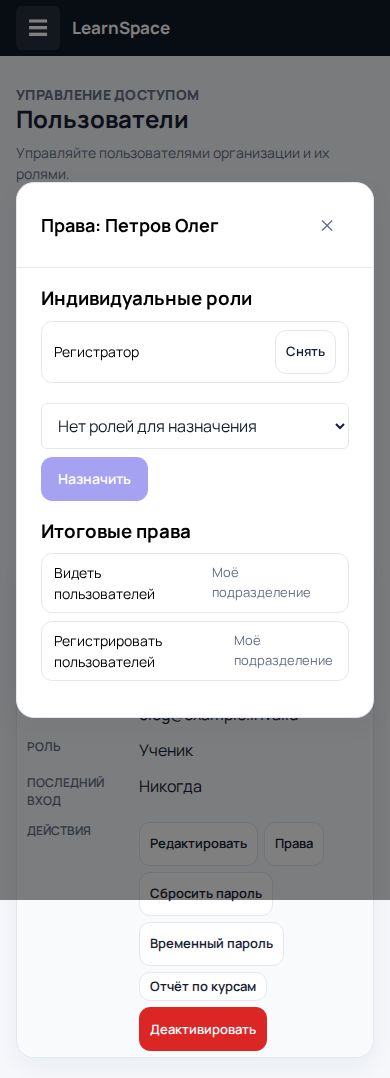 ☰ LearnSpace
УПРАВЛЕНИЕ ДОСТУПОМ
Пользователи
Управляйте пользователями организации и их
ролями.
Права: Петров Олег
Индивидуальные роли
Регистратор
Снять
Нет ролей для назначения
Назначить
Итоговые права
Видеть
пользователей
Моё
подразделение
Регистрировать
пользователей
Моё
подразделение
РОЛЬ
Ученик
ПОСЛЕДНИЙ
ВХОД
Никогда
ДЕЙСТВИЯ
Редактировать
Права
Сбросить пароль
Временный пароль
Отчёт по курсам
Деактивировать